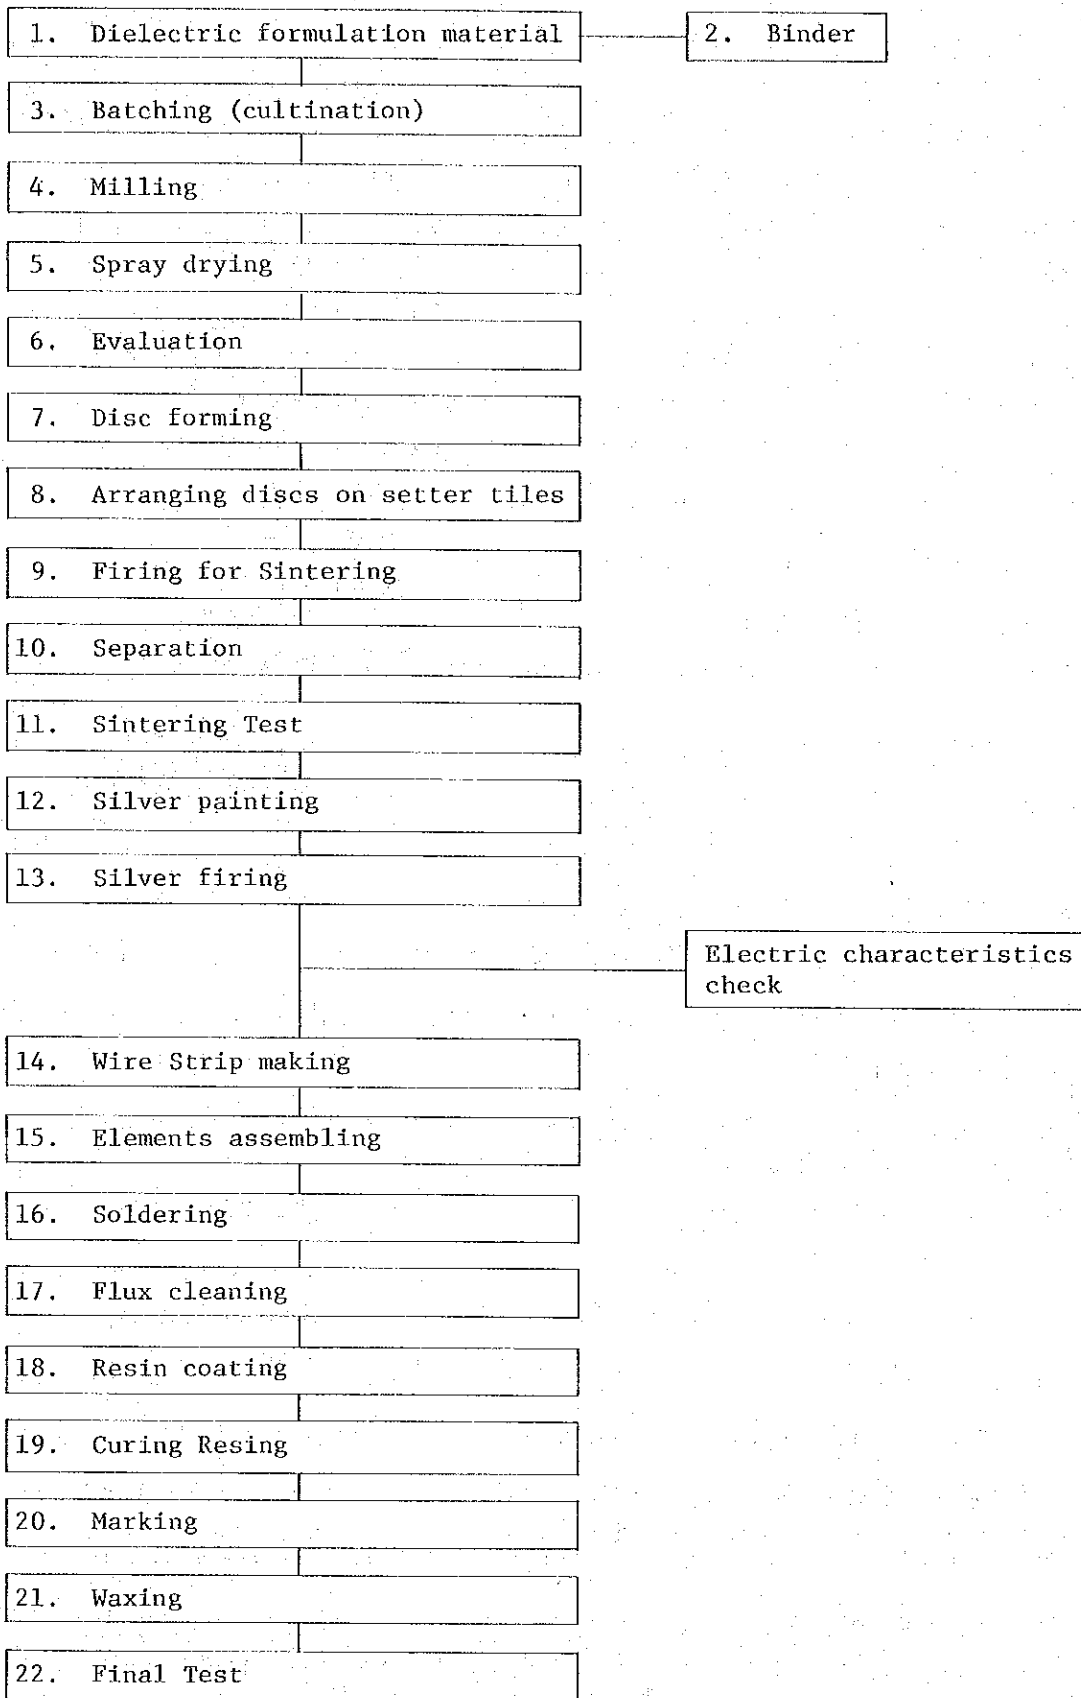 1. Dielectric formulation material
2. Binder
3. Batching (cultination)
4. Milling
5. Spray drying
6. Evaluation
7. Disc forming
8. Arranging discs on setter tiles
9. Firing for Sintering
10. Separation
11. Sintering Test
12. Silver painting
13. Silver firing
Electric characteristics
check
14. Wire Strip making
15. Elements assembling
16. Soldering
17. Flux cleaning
18. Resin coating
19. Curing Resing
20. Marking
21. Waxing
22. Final Test